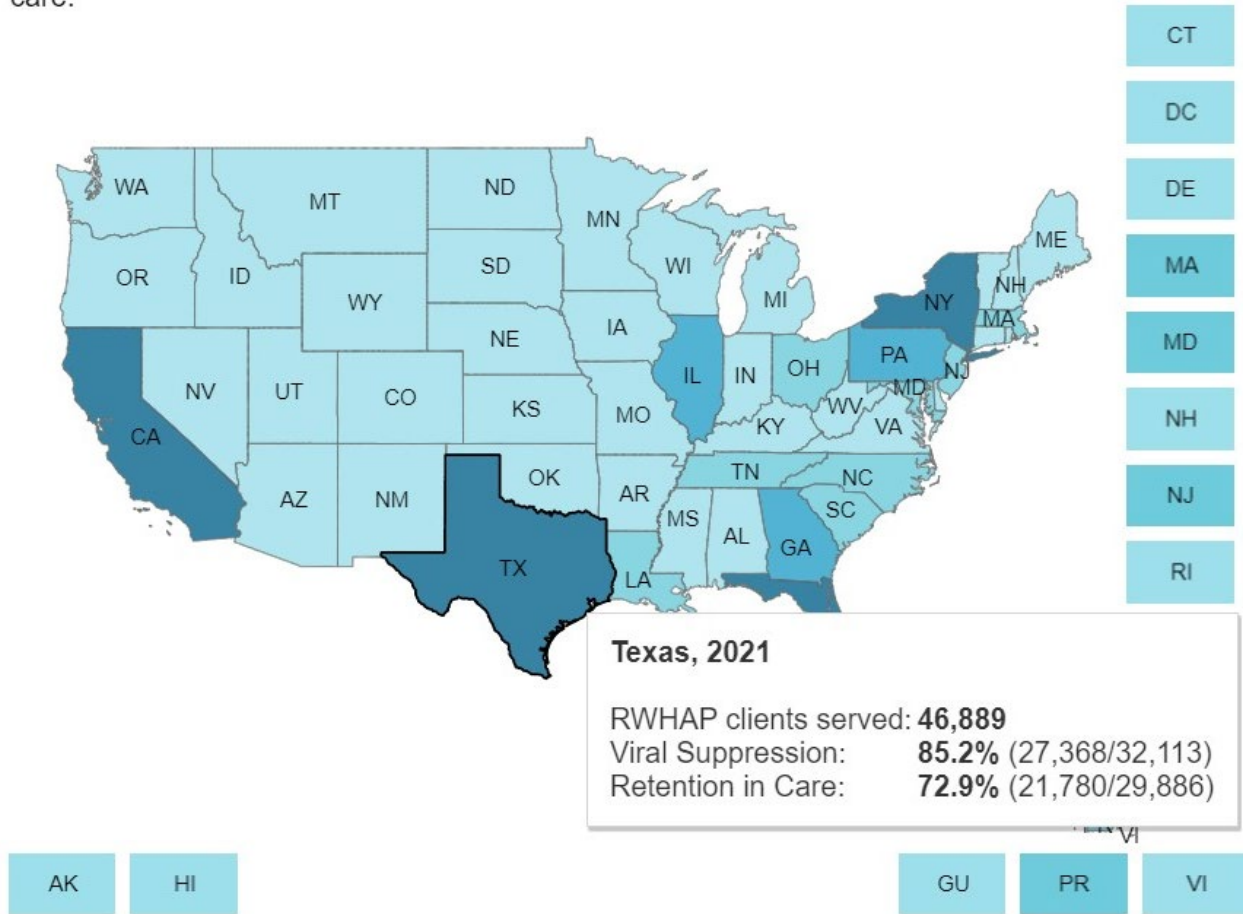 care.
CT
DC
WA
MT
ND
MN
ME
DE
OR
ID
SD
WI
MI
NH
MA
WY
NY
MA
IA
NE
PA
MD
IL
IN
OH
NJ
NV
UT
CO
MD
KS
MO
WV
VA
NH
KY
CA
TN
NC
OK
AZ
NM
AR
NJ
SC
MS
AL
GA
TX
LA
RI
Texas, 2021
RWHAP clients served: 46,889
Viral Suppression: 85.2% (27,368/32,113)
Retention in Care: 72.9% (21,780/29,886)
VI
AK
HI
GU
PR
VI